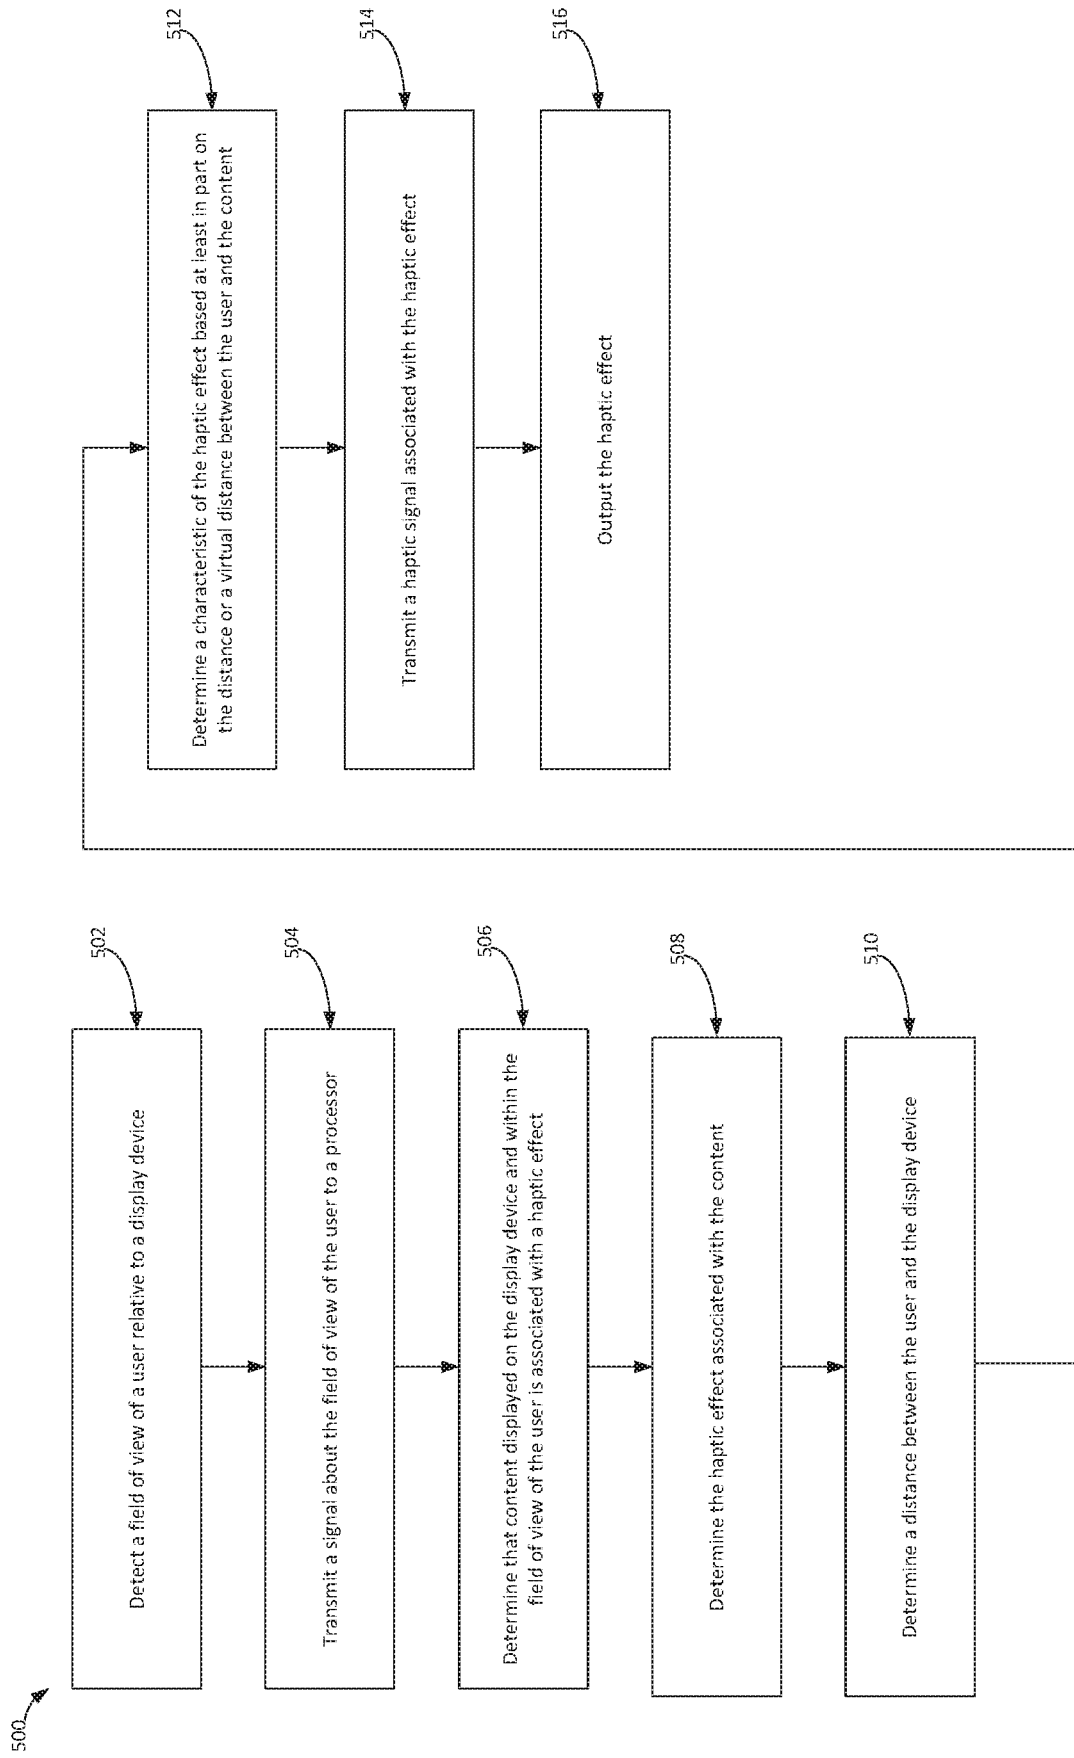 500
502
Detect a field of view of a user relative to a display device
504
Transmit a signal about the field of view of the user to a processor
506
Determine that content displayed on the display device and within the
field of view of the user is associated with a haptic effect
508
Determine the haptic effect associated with the content
510
Determine a distance between the user and the display device
512
Determine a characteristic of the haptic effect based at least in part on
the distance or a virtual distance between the user and the content
514
Transmit a haptic signal associated with the haptic effect
516
Output the haptic effect